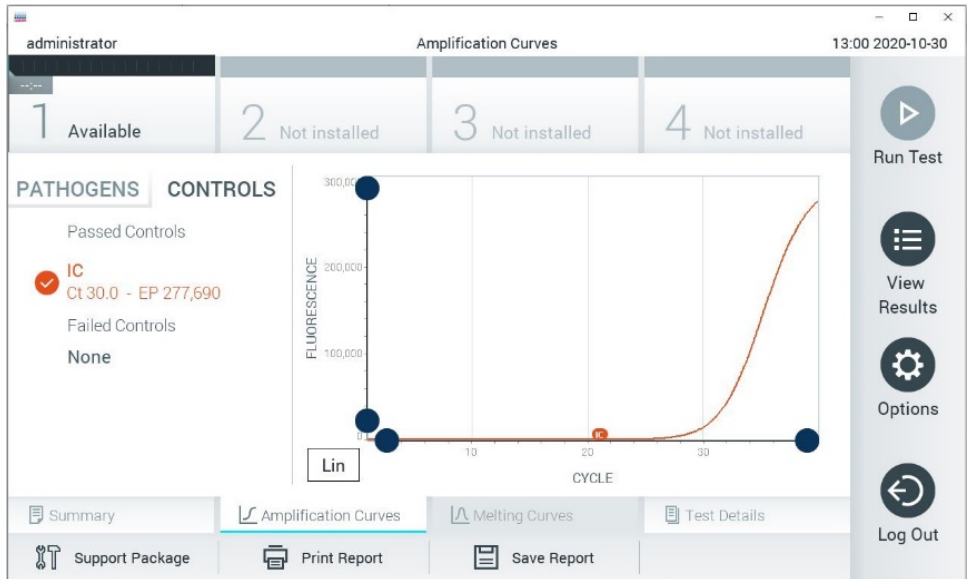 administrator
Amplification Curves
13:00 2020-10-30
--:--
1 Available
2 Not installed
3 Not installed
4 Not installed
Run Test
PATHOGENS
CONTROLS
Passed Controls
IC
Ct 30.0 - EP 277,690
Failed Controls
None
FLUORESCENCE
200,000
100,000
0
IC
10
20
30
CYCLE
Lin
View
Results
Options
Log Out
Summary
Amplification Curves
Melting Curves
Test Details
Support Package
Print Report
Save Report